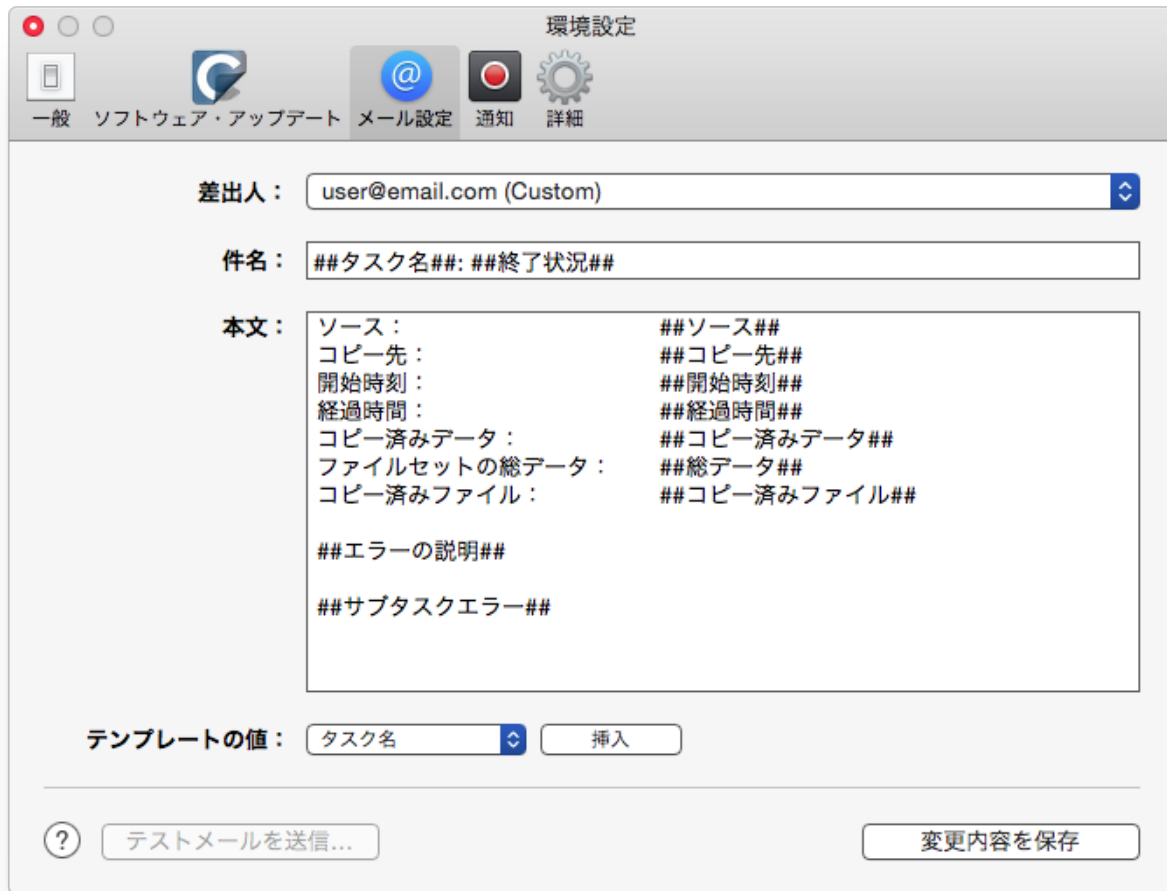 環境設定
一般 ソフトウェア・アップデート メール設定 通知 詳細
差出人： user@email.com (Custom)
件名： ##タスク名##: ##終了状況##
本文： ソース： ##ソース##
コピー先： ##コピー先##
開始時刻： ##開始時刻##
経過時間： ##経過時間##
コピー済みデータ： ##コピー済みデータ##
ファイルセットの総データ： ##総データ##
コピー済みファイル： ##コピー済みファイル##
##エラーの説明##
##サブタスクエラー##
テンプレートの値： タスク名 挿入
? テストメールを送信... 変更内容を保存